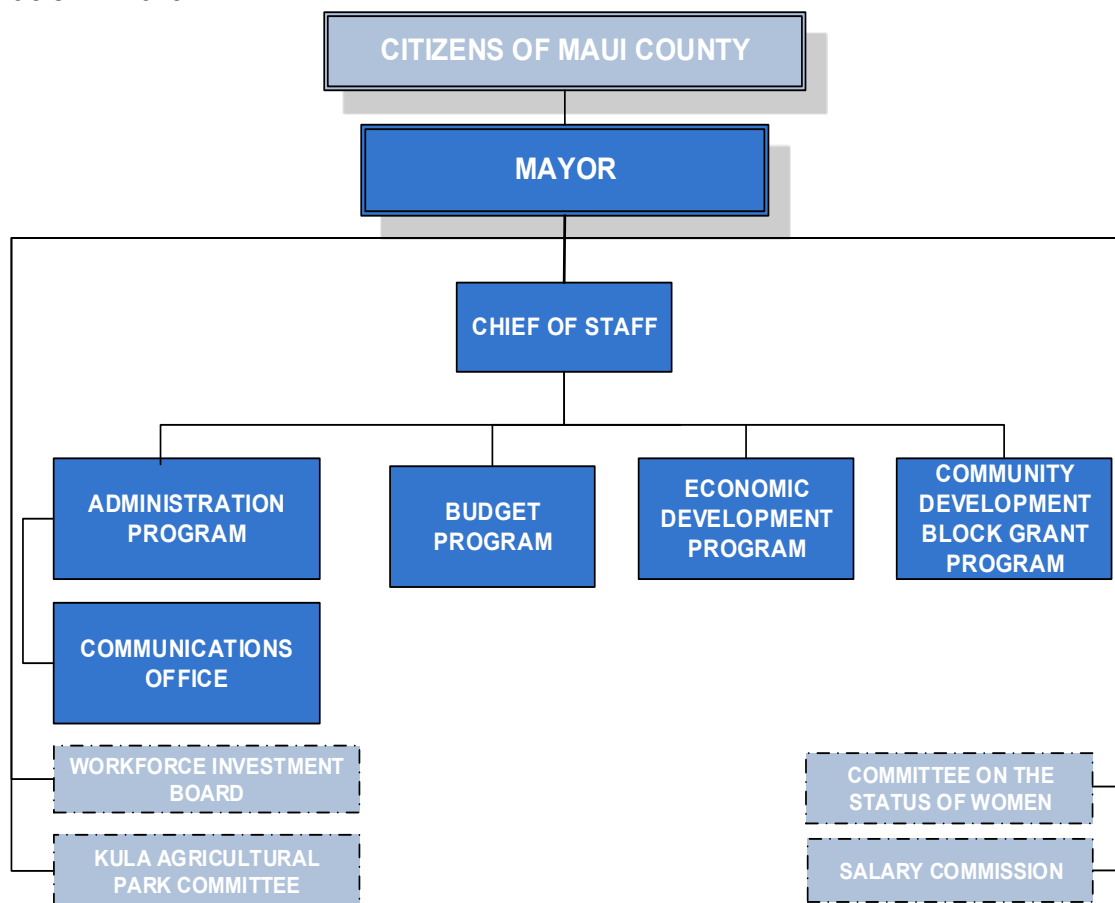 CITIZENS OF MAUI COUNTY
MAYOR
CHIEF OF STAFF
ADMINISTRATION
PROGRAM
BUDGET
PROGRAM
ECONOMIC
DEVELOPMENT
PROGRAM
COMMUNITY
DEVELOPMENT
BLOCK GRANT
PROGRAM
COMMUNICATIONS
OFFICE
WORKFORCE INVESTMENT
BOARD
COMMITTEE ON THE
STATUS OF WOMEN
KULA AGRICULTURAL
PARK COMMITTEE
SALARY COMMISSION